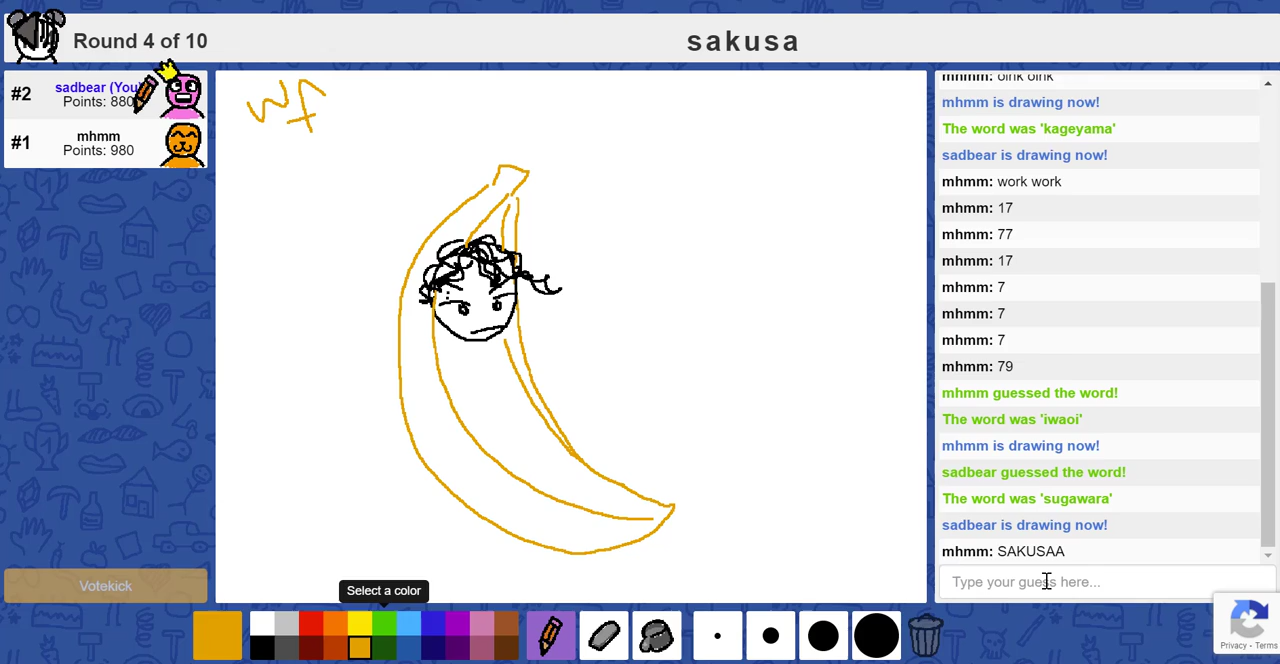 Round 4 of 10
sakusa
#2
sadbear (You
Points: 880
#1
mhmm
Points: 980
mhmm: oink oink
mhmm is drawing now!
The word was 'kageyama'
sadbear is drawing now!
mhmm: work work
mhmm: 17
mhmm: 77
mhmm: 17
mhmm: 7
mhmm: 7
mhmm: 7
mhmm: 79
mhmm guessed the word!
The word was 'iwaoi'
mhmm is drawing now!
sadbear guessed the word!
The word was 'sugawara'
sadbear is drawing now!
mhmm: SAKUSAA
Type your guess here...
Votekick
Select a color
Privacy - Terms